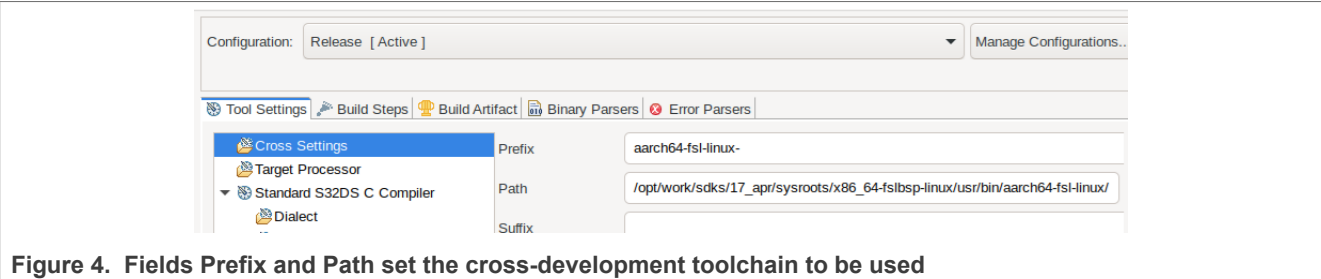 Configuration: Release [ Active ] Manage Configurations..
Tool Settings Build Steps Build Artifact Binary Parsers Error Parsers
Cross Settings Prefix aarch64-fsl-linux-
Target Processor
Standard S32DS C Compiler Path /opt/work/sdks/17_apr/sysroots/x86_64-fslbsp-linux/usr/bin/aarch64-fsl-linux/
Dialect
Suffix
Figure 4. Fields Prefix and Path set the cross-development toolchain to be used